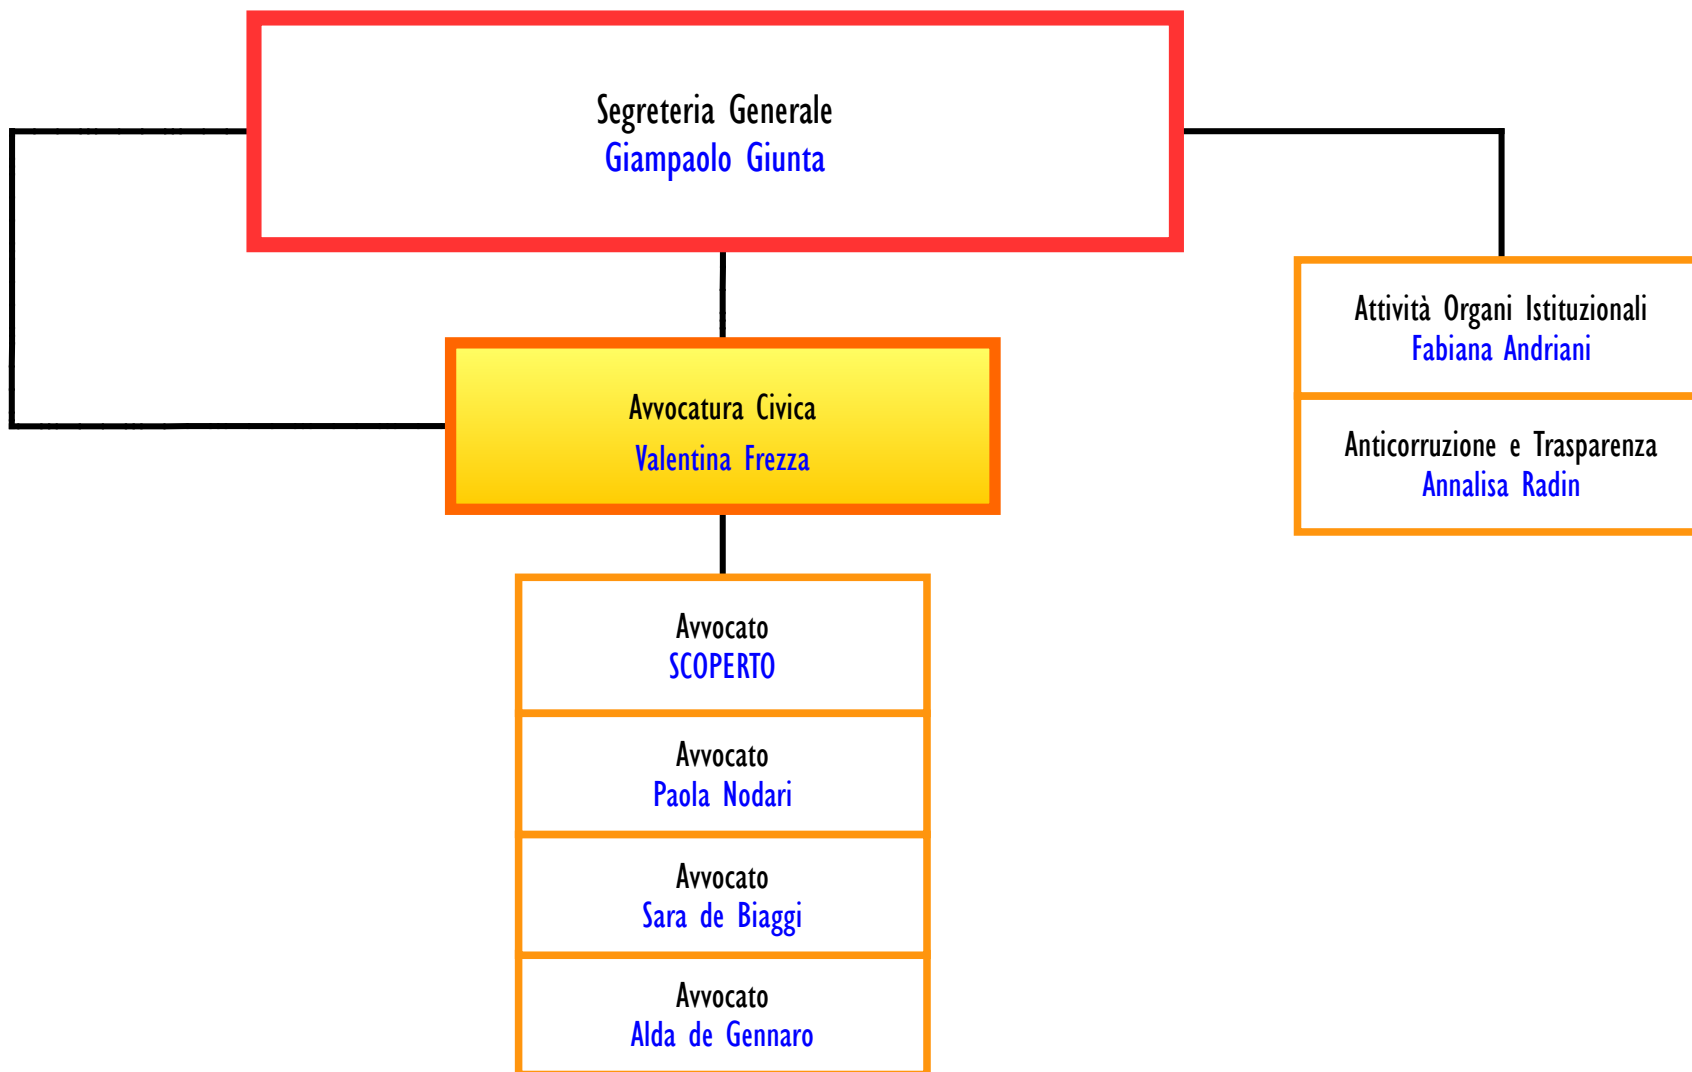 Segreteria Generale
Giampaolo Giunta
Attività Organi Istituzionali
Fabiana Andriani
Avvocatura Civica
Valentina Frezza
Anticorruzione e Trasparenza
Annalisa Radin
Avvocato
SCOPERTO
Avvocato
Paola Nodari
Avvocato
Sara de Biaggi
Avvocato
Alda de Gennaro